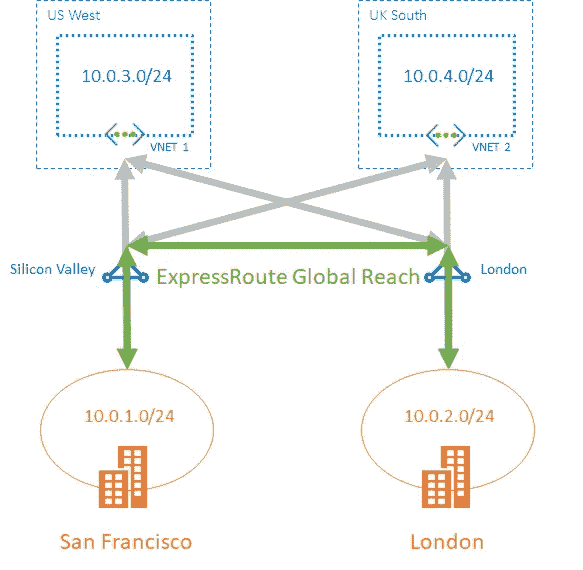 US West
UK South
10.0.3.0/24
10.0.4.0/24
VNET 1
VNET 2
Silicon Valley
ExpressRoute Global Reach
London
10.0.1.0/24
10.0.2.0/24
San Francisco
London